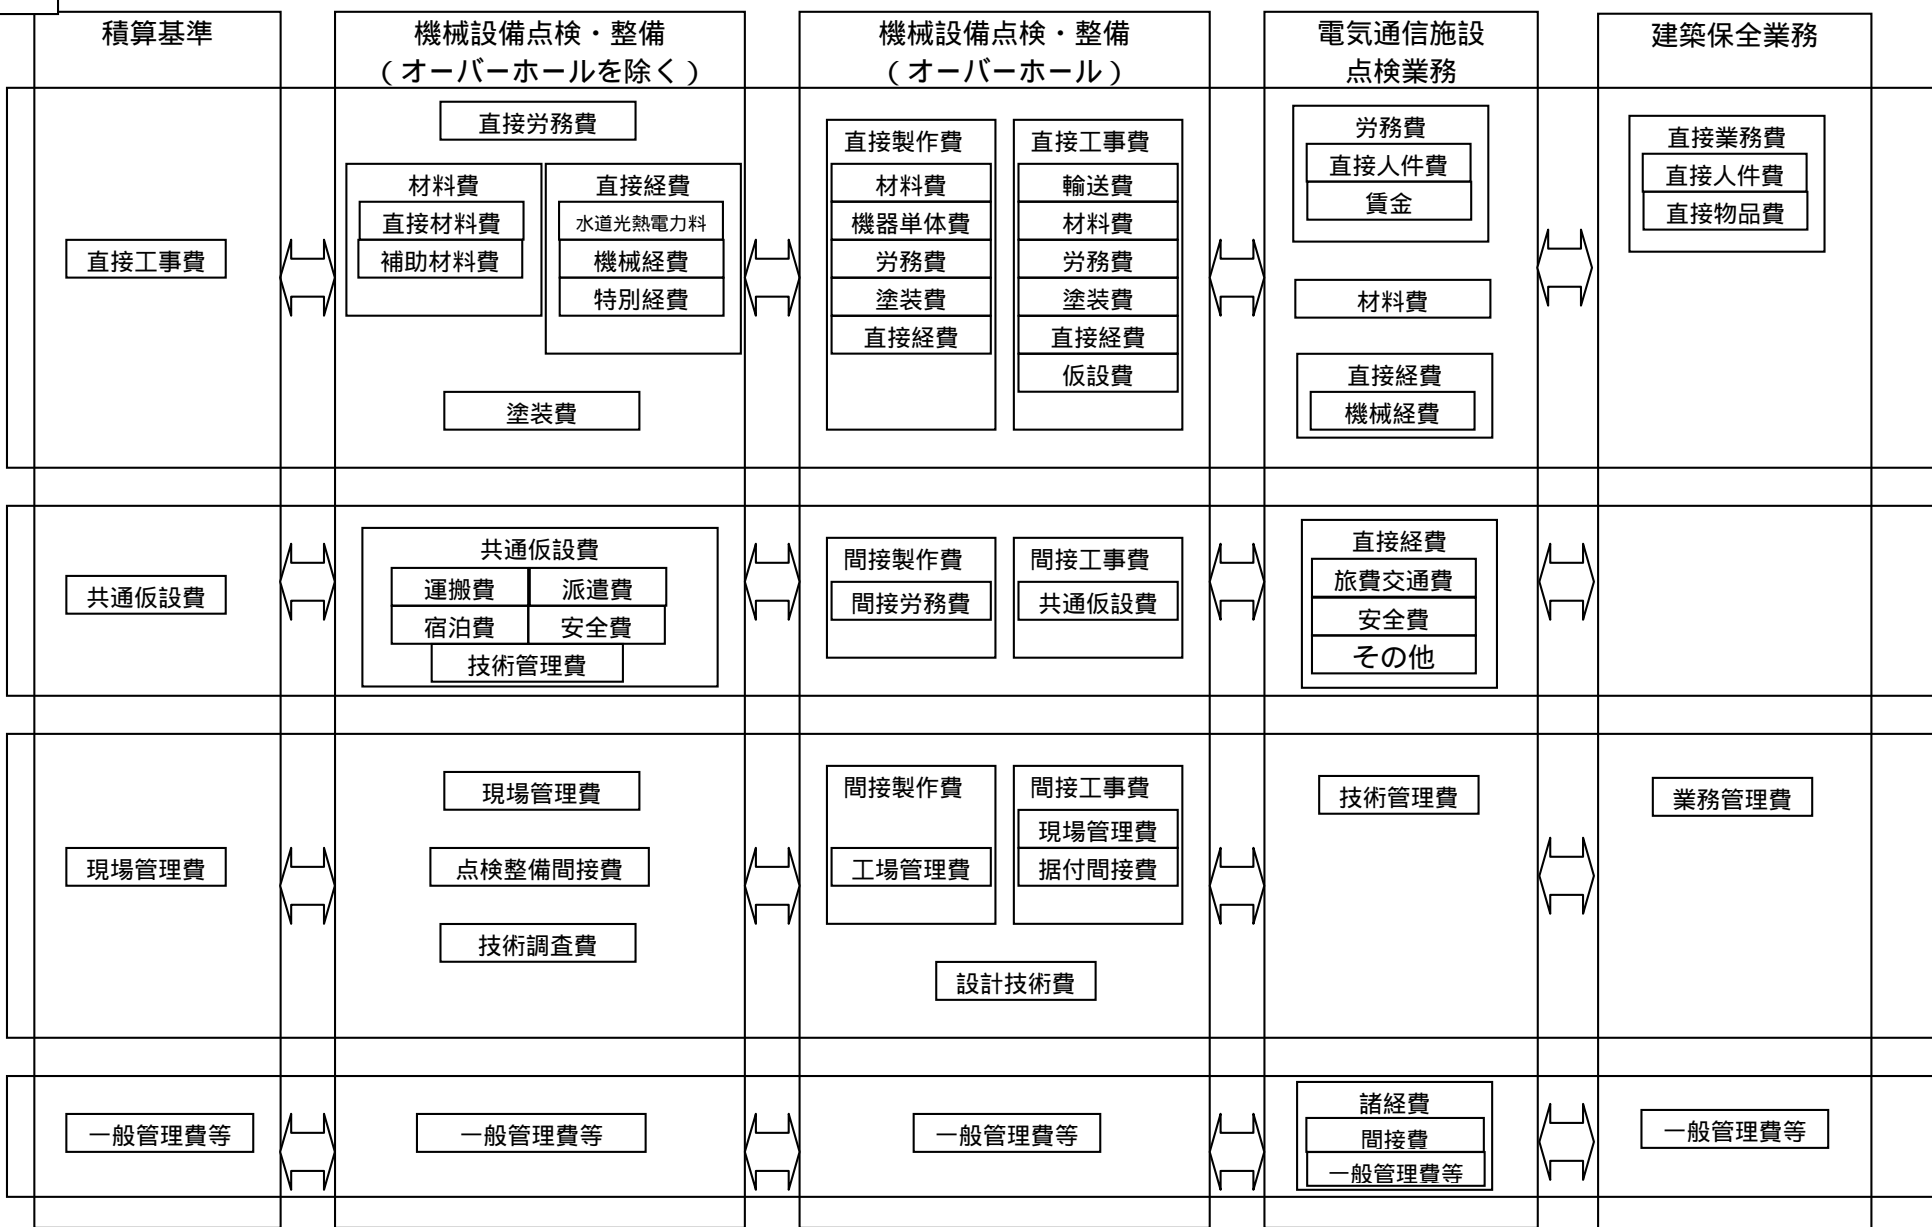 積算基準
機械設備点検・整備
（オーバーホールを除く）
機械設備点検・整備
（オーバーホール）
電気通信施設
点検業務
建築保全業務
直接工事費
直接労務費
材料費
直接材料費
補助材料費
直接経費
水道光熱電力料
機械経費
特別経費
塗装費
直接製作費
材料費
機器単体費
労務費
塗装費
直接経費
直接工事費
輸送費
材料費
労務費
塗装費
直接経費
仮設費
労務費
直接人件費
賃金
材料費
直接経費
機械経費
直接業務費
直接人件費
直接物品費
共通仮設費
共通仮設費
運搬費
派遣費
宿泊費
安全費
技術管理費
間接製作費
間接労務費
間接工事費
共通仮設費
直接経費
旅費交通費
安全費
その他
現場管理費
現場管理費
点検整備間接費
技術調査費
間接製作費
工場管理費
間接工事費
現場管理費
据付間接費
設計技術費
技術管理費
業務管理費
一般管理費等
一般管理費等
一般管理費等
諸経費
間接費
一般管理費等
一般管理費等